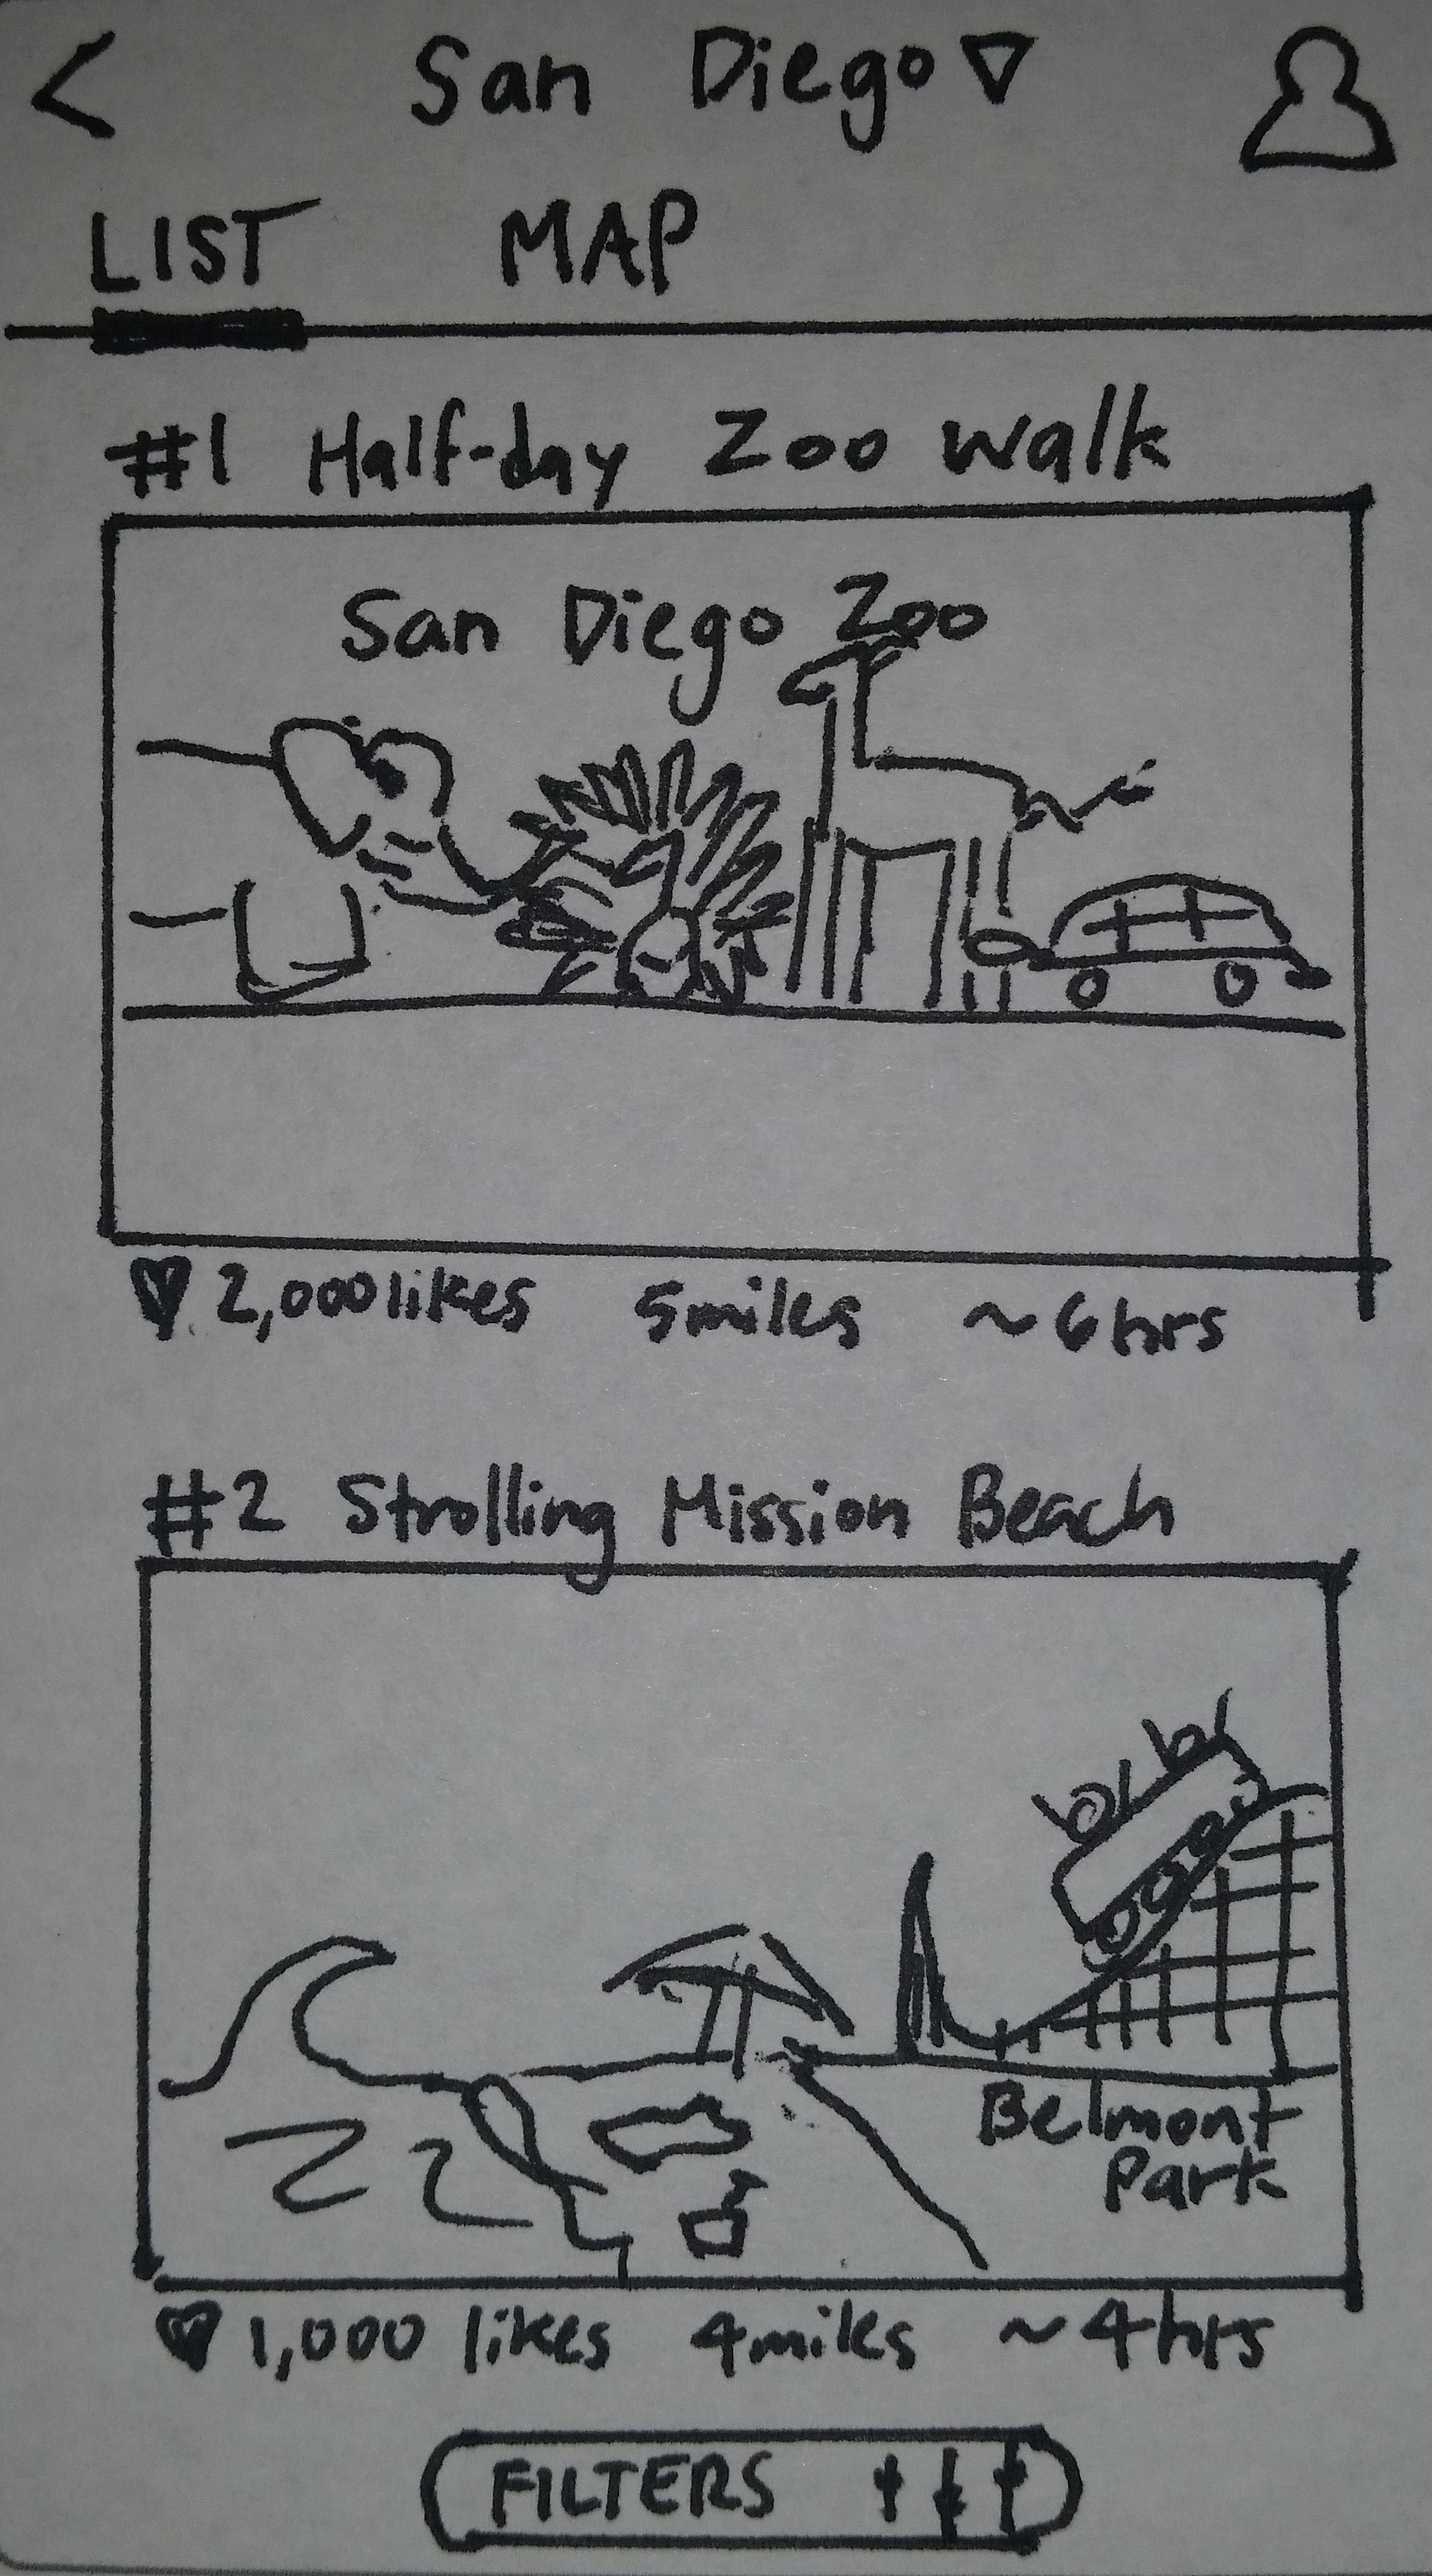 < San Diego ▽
LIST MAP
#1 Half-day Zoo walk
San Diego Zoo
♥ 2,000 likes 5 miles ~6 hrs
#2 Strolling Mission Beach
Belmont
Park
♥ 1,000 likes 4 miles ~4 hrs
FILTERS